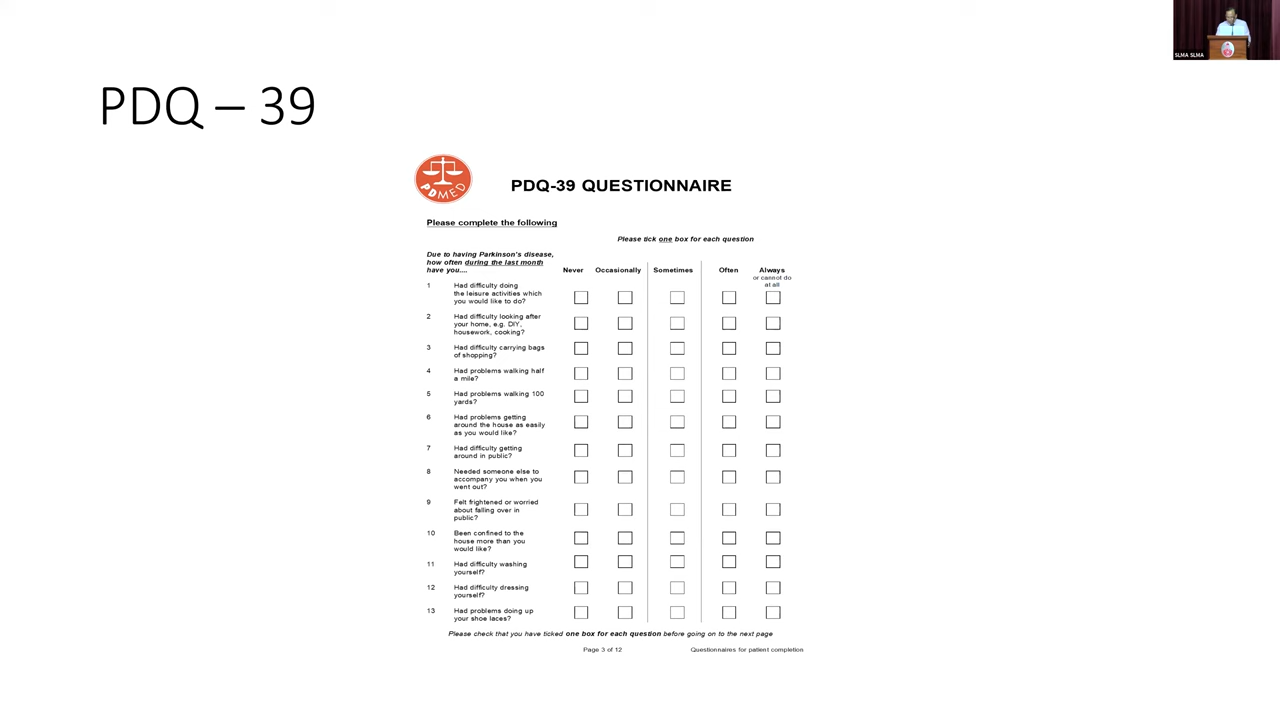 SLMA SLMA
PDQ – 39
PDMED
PDQ-39 QUESTIONNAIRE
Please complete the following
Please tick one box for each question
Due to having Parkinson's disease,
how often during the last month
have you....
Never Occasionally Sometimes Often Always
or cannot do
at all
1 Had difficulty doing
the leisure activities which
you would like to do?
2 Had difficulty looking after
your home, e.g. DIY,
housework, cooking?
3 Had difficulty carrying bags
of shopping?
4 Had problems walking half
a mile?
5 Had problems walking 100
yards?
6 Had problems getting
around the house as easily
as you would like?
7 Had difficulty getting
around in public?
8 Needed someone else to
accompany you when you
went out?
9 Felt frightened or worried
about falling over in
public?
10 Been confined to the
house more than you
would like?
11 Had difficulty washing
yourself?
12 Had difficulty dressing
yourself?
13 Had problems doing up
your shoe laces?
Please check that you have ticked one box for each question before going on to the next page
Page 3 of 12 Questionnaires for patient completion